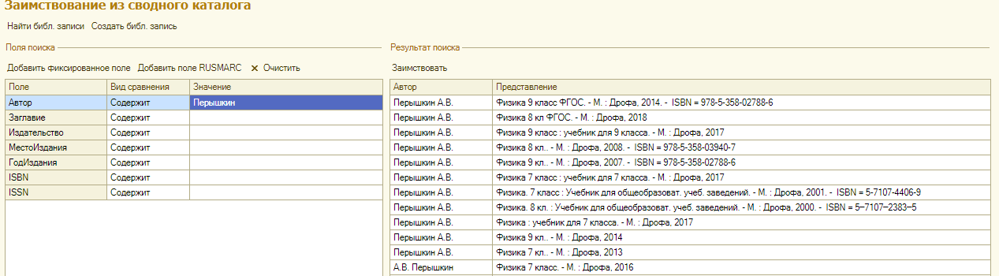 Заимствование из сводного каталога
Найти библ. записи Создать библ. запись
Поля поиска
Добавить фиксированное поле Добавить поле RUSMARC × Очистить
Поле Вид сравнения Значение
Автор Содержит Перышкин
Заглавие Содержит
Издательство Содержит
МестоИздания Содержит
ГодИздания Содержит
ISBN Содержит
ISSN Содержит
Результат поиска
Заимствовать
Автор Представление
Перышкин А.В. Физика 9 класс ФГОС. - М. : Дрофа, 2014. - ISBN = 978-5-358-02788-6
Перышкин А.В. Физика 8 кл ФГОС. - М. : Дрофа, 2018
Перышкин А.В. Физика 9 класс : учебник для 9 класса. - М. : Дрофа, 2017
Перышкин А.В. Физика 8 кл.. - М. : Дрофа, 2008. - ISBN = 978-5-358-03940-7
Перышкин А.В. Физика 9 кл.. - М. : Дрофа, 2007. - ISBN = 978-5-358-02788-6
Перышкин А.В. Физика 7 класс : учебник для 7 класса. - М. : Дрофа, 2017
Перышкин А.В. Физика. 7 класс : Учебник для общеобразоват. учеб. заведений. - М. : Дрофа, 2001. - ISBN = 5-7107-4406-9
Перышкин А.В. Физика. 8 кл. : Учебник для общеобразоват. учеб. заведений. - М. : Дрофа, 2000. - ISBN = 5–7107–2383–5
Перышкин А.В. Физика : учебник для 7 класса. - М. : Дрофа, 2017
Перышкин А.В. Физика 9 кл.. - М. : Дрофа, 2014
Перышкин А.В. Физика 7 кл.. - М. : Дрофа, 2013
А.В. Перышкин Физика 7 класс. - М. : Дрофа, 2016